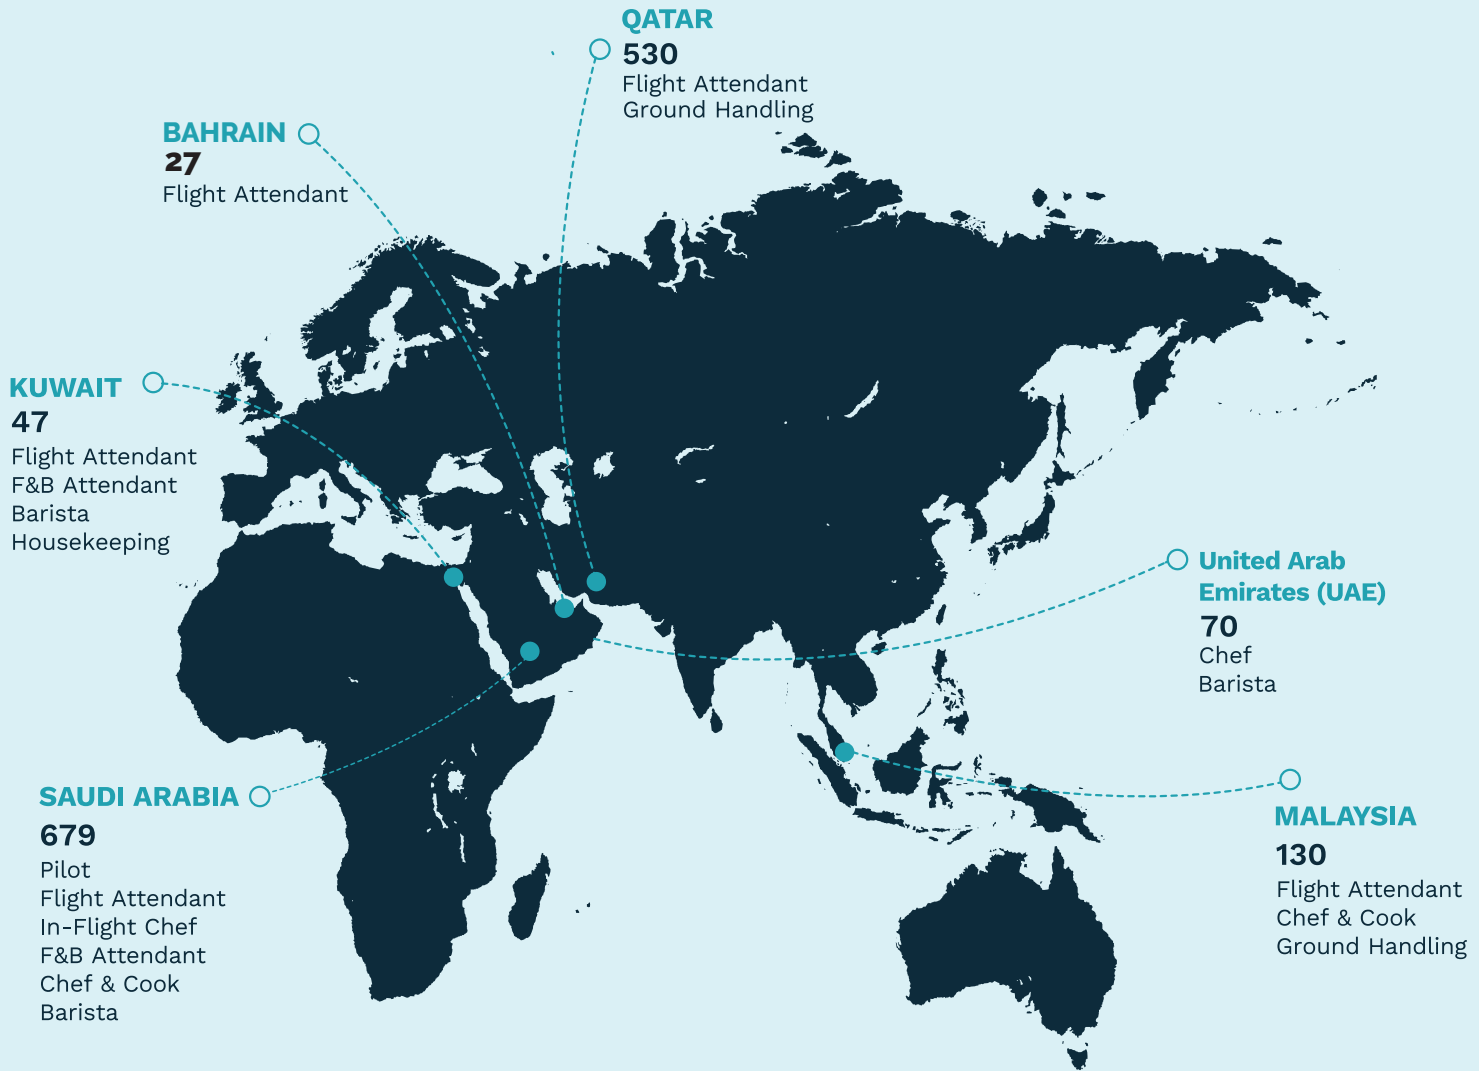 QATAR
530
Flight Attendant
Ground Handling
BAHRAIN
27
Flight Attendant
KUWAIT
47
Flight Attendant
F&B Attendant
Barista
Housekeeping
United Arab
Emirates (UAE)
70
Chef
Barista
SAUDI ARABIA
679
Pilot
Flight Attendant
In-Flight Chef
F&B Attendant
Chef & Cook
Barista
MALAYSIA
130
Flight Attendant
Chef & Cook
Ground Handling